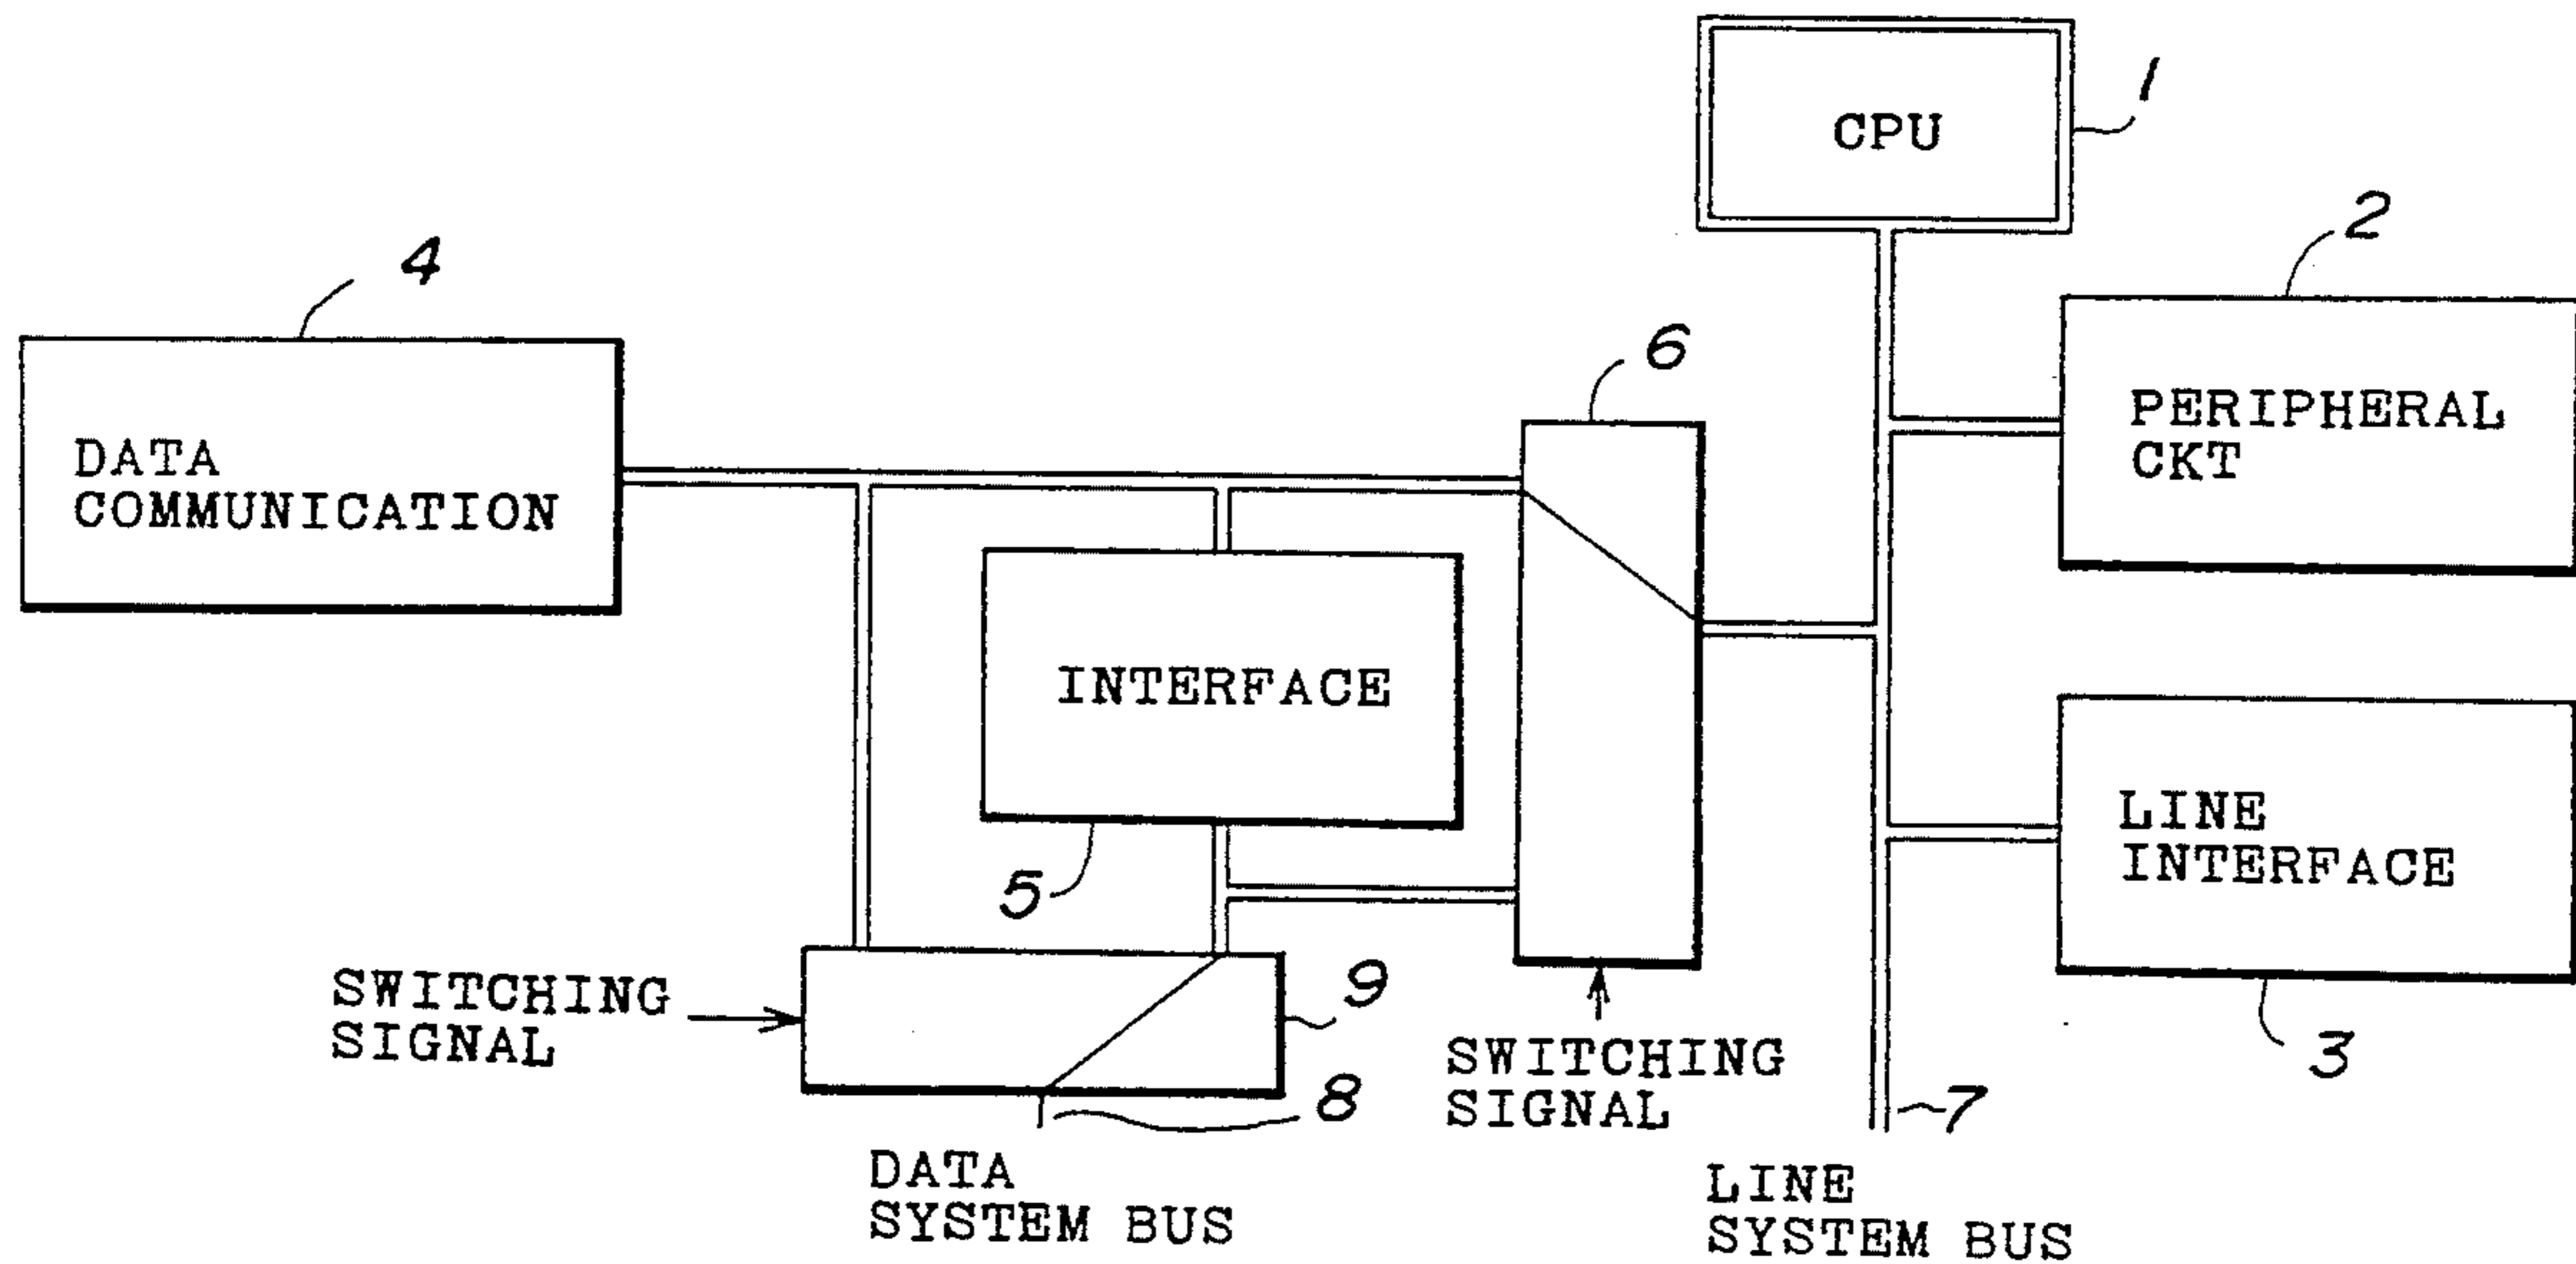 1
CPU
2
4
6
PERIPHERAL
CKT
DATA
COMMUNICATION
INTERFACE
LINE
INTERFACE
5
9
SWITCHING
SIGNAL
3
SWITCHING
SIGNAL
8
7
DATA
SYSTEM BUS
LINE
SYSTEM BUS